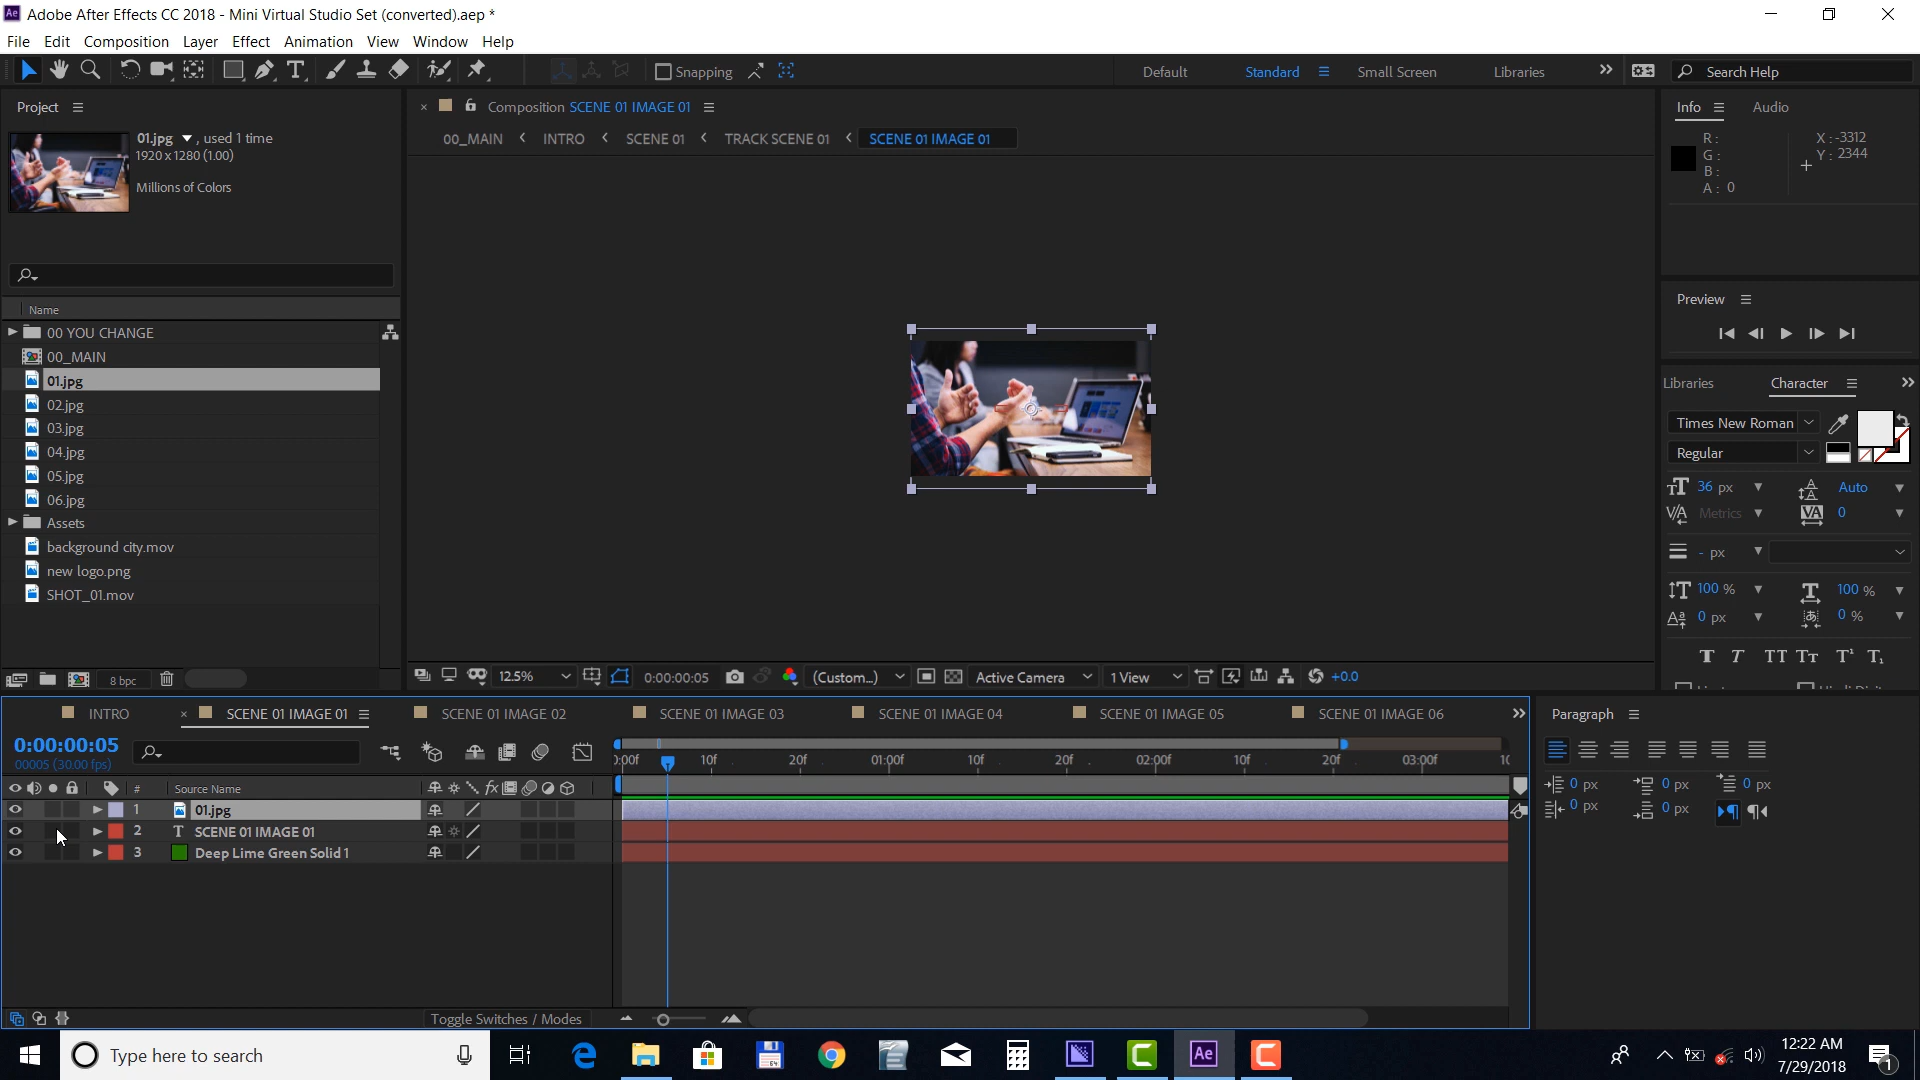 Adobe After Effects CC 2018 - Mini Virtual Studio Set (converted).aep *
File Edit Composition Layer Effect Animation View Window Help
Snapping Default Standard Small Screen Libraries Search Help
Project
01.jpg , used 1 time
1920 x 1280 (1.00)
Millions of Colors
Name
00 YOU CHANGE
00_MAIN
01.jpg
02.jpg
03.jpg
04.jpg
05.jpg
06.jpg
Assets
background city.mov
new logo.png
SHOT_01.mov
8 bpc
Composition SCENE 01 IMAGE 01
00_MAIN INTRO SCENE 01 TRACK SCENE 01 SCENE 01 IMAGE 01
12.5% 0:00:00:05 (Custom...) Active Camera 1 View +0.0
Info Audio
R :
G :
B :
A : 0
X : -3312
Y : 2344
Preview
Libraries Character
Times New Roman
Regular
36 px Auto
Metrics 0
- px
100 % 100 %
0 px 0 %
INTRO SCENE 01 IMAGE 01 SCENE 01 IMAGE 02 SCENE 01 IMAGE 03 SCENE 01 IMAGE 04 SCENE 01 IMAGE 05 SCENE 01 IMAGE 06
0:00:00:05
00005 (30.00 fps)
10f 20f 01:00f 10f 20f 02:00f 10f 20f 03:00f
# Source Name
1 01.jpg
2 SCENE 01 IMAGE 01
3 Deep Lime Green Solid 1
Toggle Switches / Modes
Paragraph
0 px 0 px 0 px
0 px 0 px
Type here to search
12:22 AM
7/29/2018
1